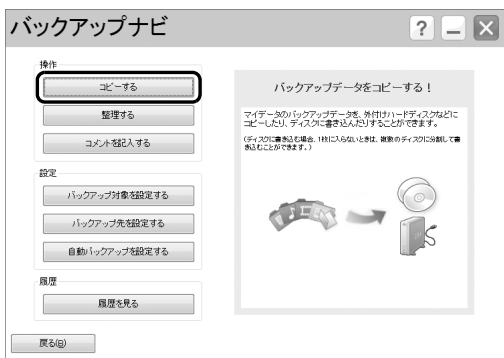 バックアップナビ
?
操作
コピーする
整理する
コメントを記入する
設定
バックアップ対象を設定する
バックアップ先を設定する
自動バックアップを設定する
履歴
履歴を見る
戻る(B)
バックアップデータをコピーする！
マイデータのバックアップデータを、外付けハードディスクなどに
コピーしたり、ディスクに書き込んだりすることができます。
(ディスクに書き込む場合、1枚に入らないときは、複数のディスクに分割して書
き込むことができます。)